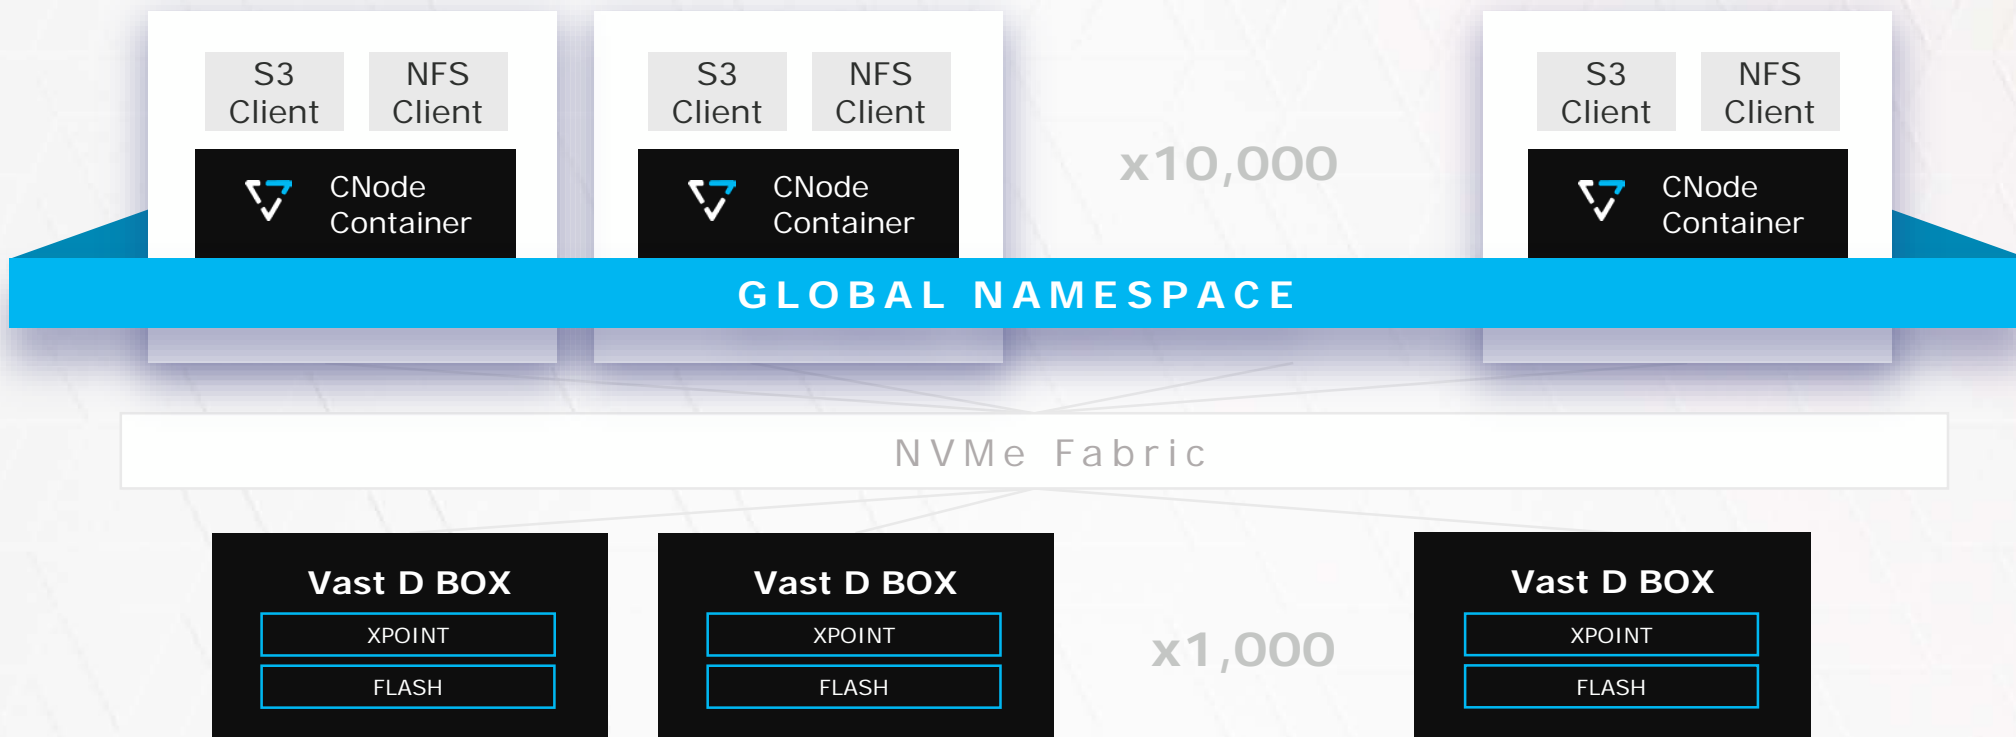 S3
Client
NFS
Client
CNode
Container
S3
Client
NFS
Client
CNode
Container
x10,000
S3
Client
NFS
Client
CNode
Container
GLOBAL NAMESPACE
NVMe Fabric
Vast D BOX
XPOINT
FLASH
Vast D BOX
XPOINT
FLASH
x1,000
Vast D BOX
XPOINT
FLASH